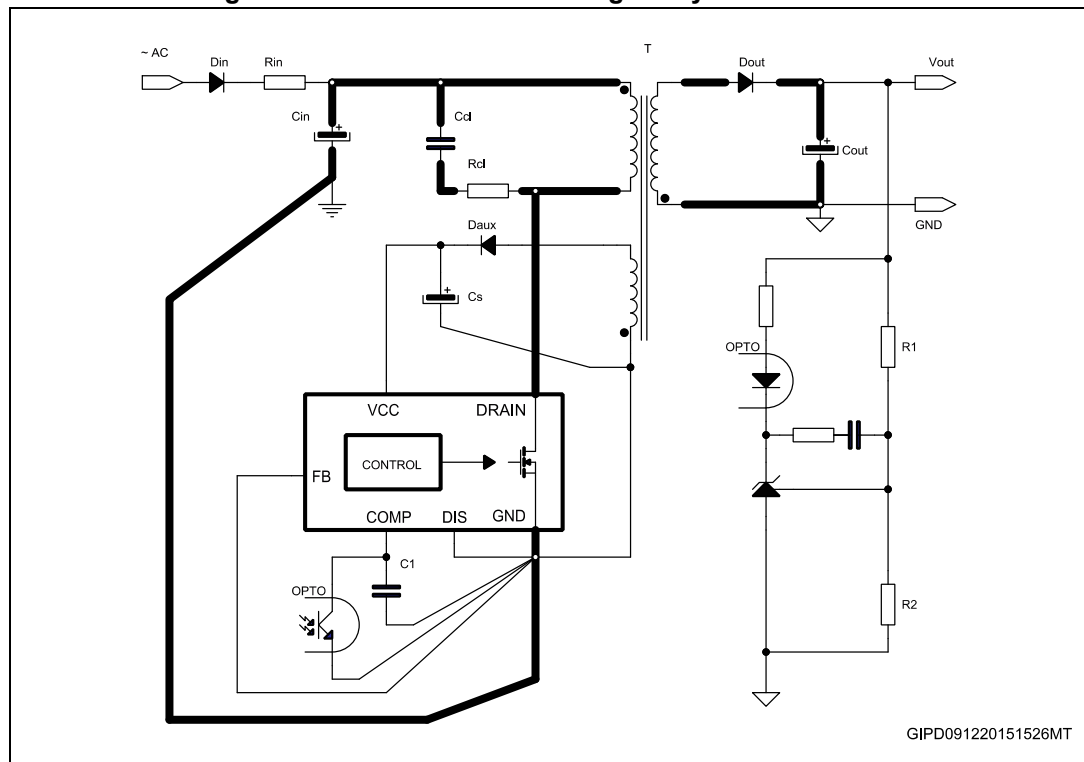 ~ AC
Din
Rin
T
Dout
Vout
Cin
+
Ccl
Rcl
+
Cout
GND
Daux
+
Cs
OPTO
R1
VCC
DRAIN
CONTROL
FB
COMP
DIS
GND
C1
OPTO
R2
GIPD091220151526MT